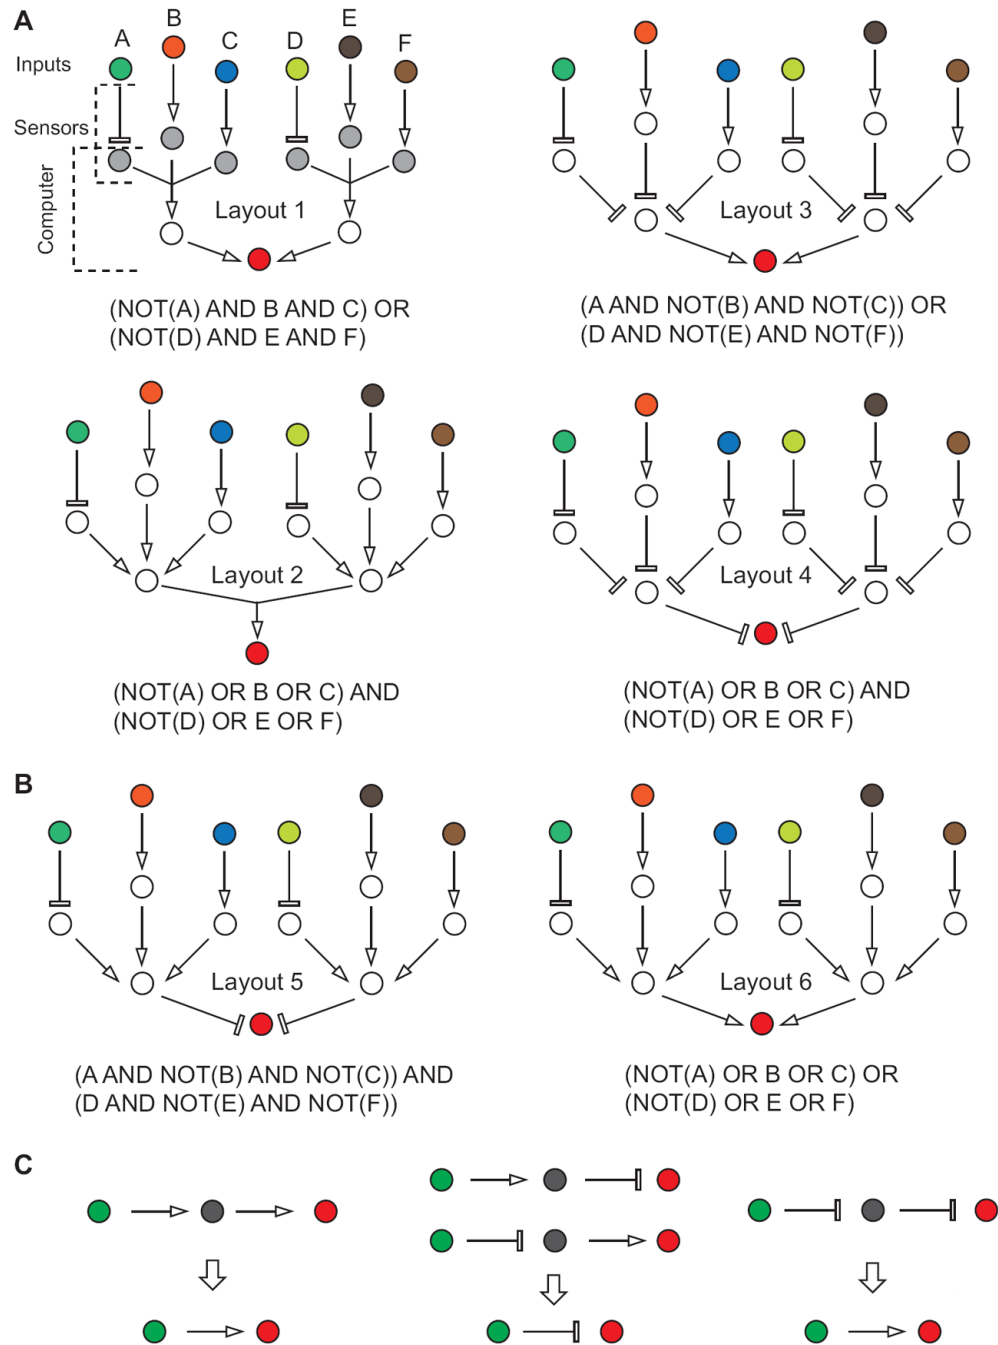 A
A
B
C
D
E
F
Inputs
Sensors
Computer
Layout 1
(NOT(A) AND B AND C) OR
(NOT(D) AND E AND F)
Layout 3
(A AND NOT(B) AND NOT(C)) OR
(D AND NOT(E) AND NOT(F))
Layout 2
(NOT(A) OR B OR C) AND
(NOT(D) OR E OR F)
Layout 4
(NOT(A) OR B OR C) AND
(NOT(D) OR E OR F)
B
Layout 5
(A AND NOT(B) AND NOT(C)) AND
(D AND NOT(E) AND NOT(F))
Layout 6
(NOT(A) OR B OR C) OR
(NOT(D) OR E OR F)
C